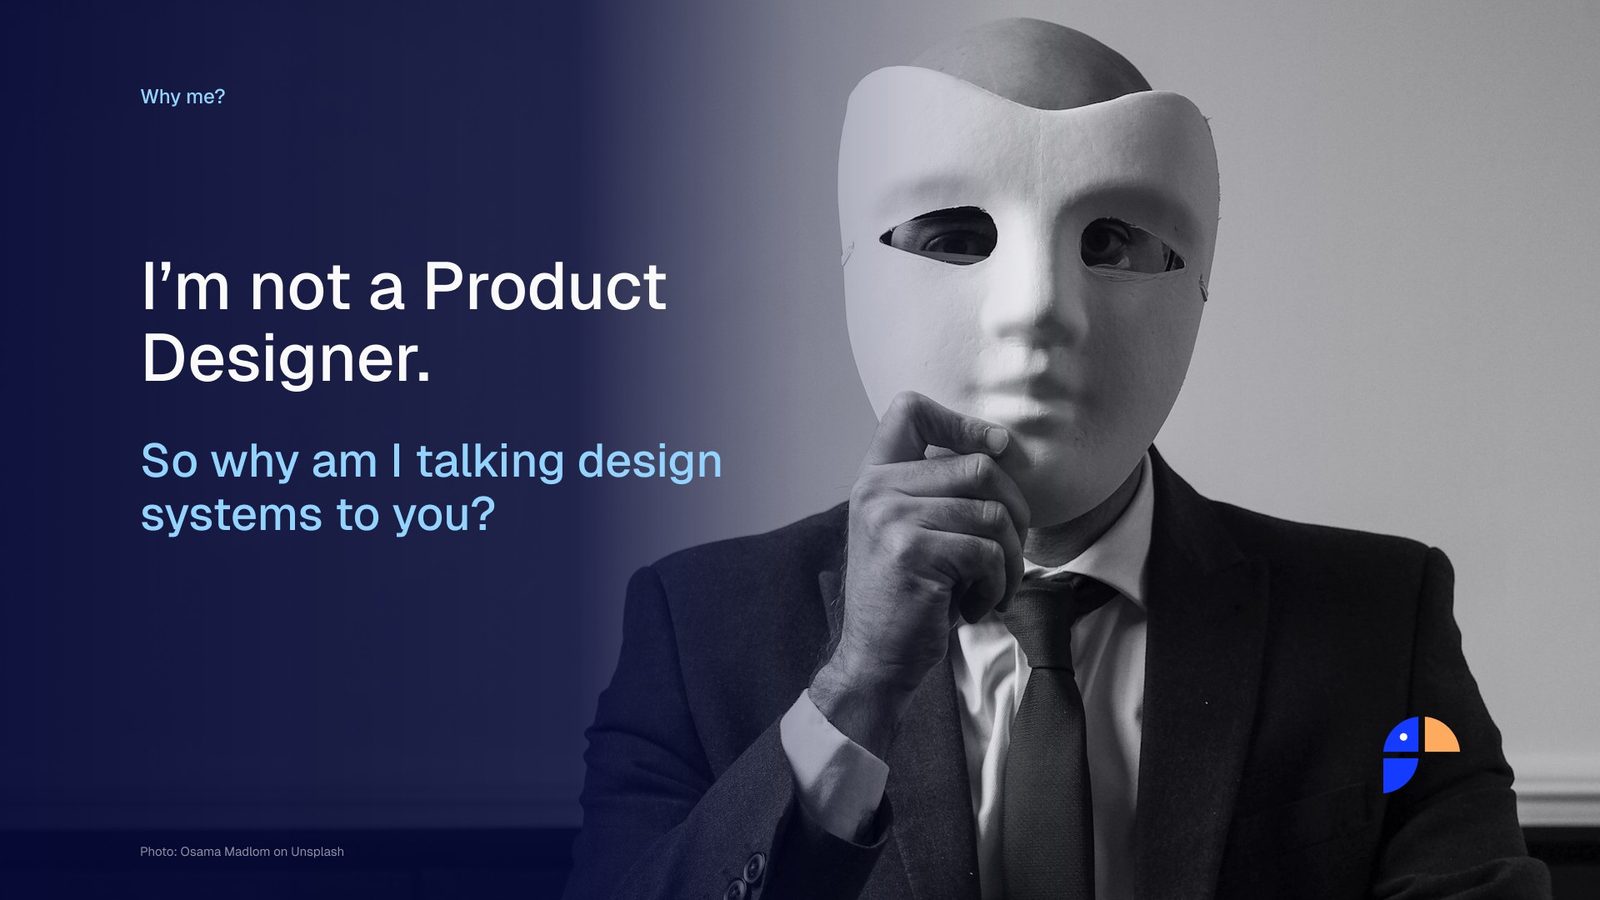 Why me?
I’m not a Product
Designer.
So why am I talking design
systems to you?
Photo: Osama Madlom on Unsplash